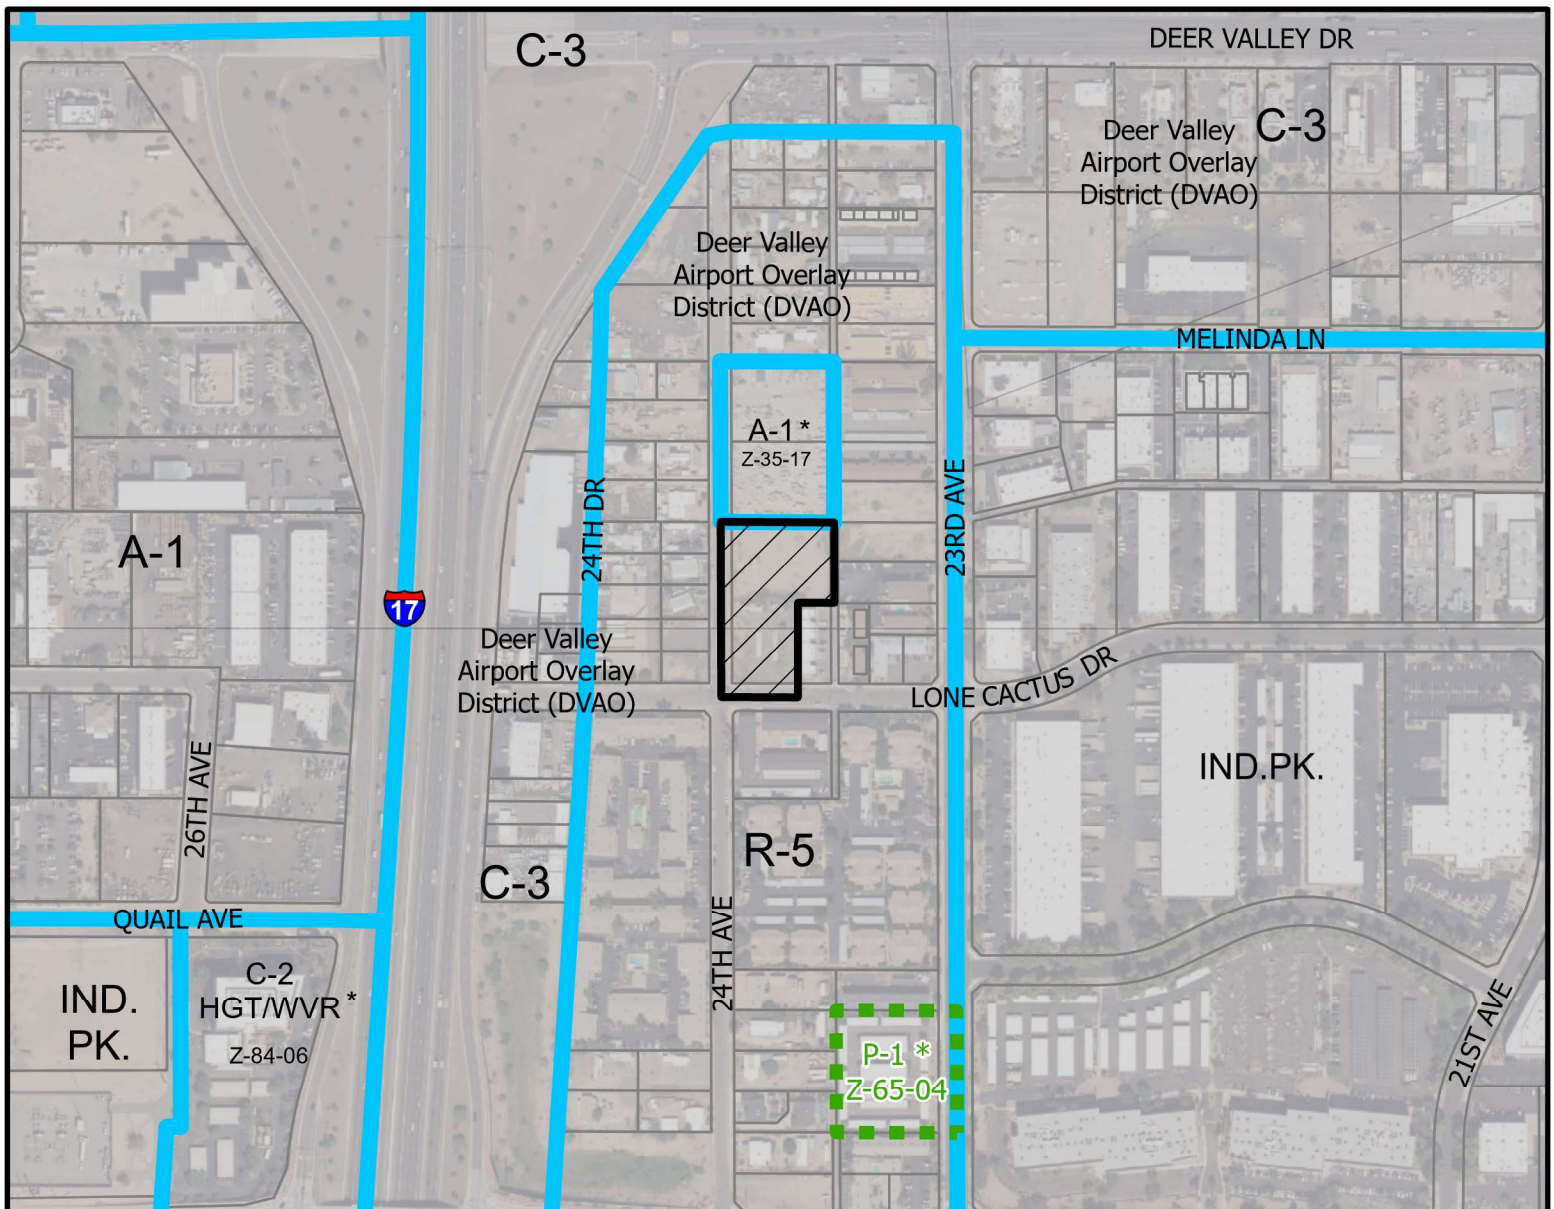 C-3
DEER VALLEY DR
Deer Valley
Airport Overlay
District (DVAO)
C-3
Deer Valley
Airport Overlay
District (DVAO)
MELINDA LN
A-1*
Z-35-17
24TH DR
23RD AVE
A-1
17
Deer Valley
Airport Overlay
District (DVAO)
LONE CACTUS DR
26TH AVE
IND.PK.
R-5
C-3
QUAIL AVE
24TH AVE
IND.
PK.
C-2
HGT/WVR *
Z-84-06
P-1 *
Z-65-04
21ST AVE